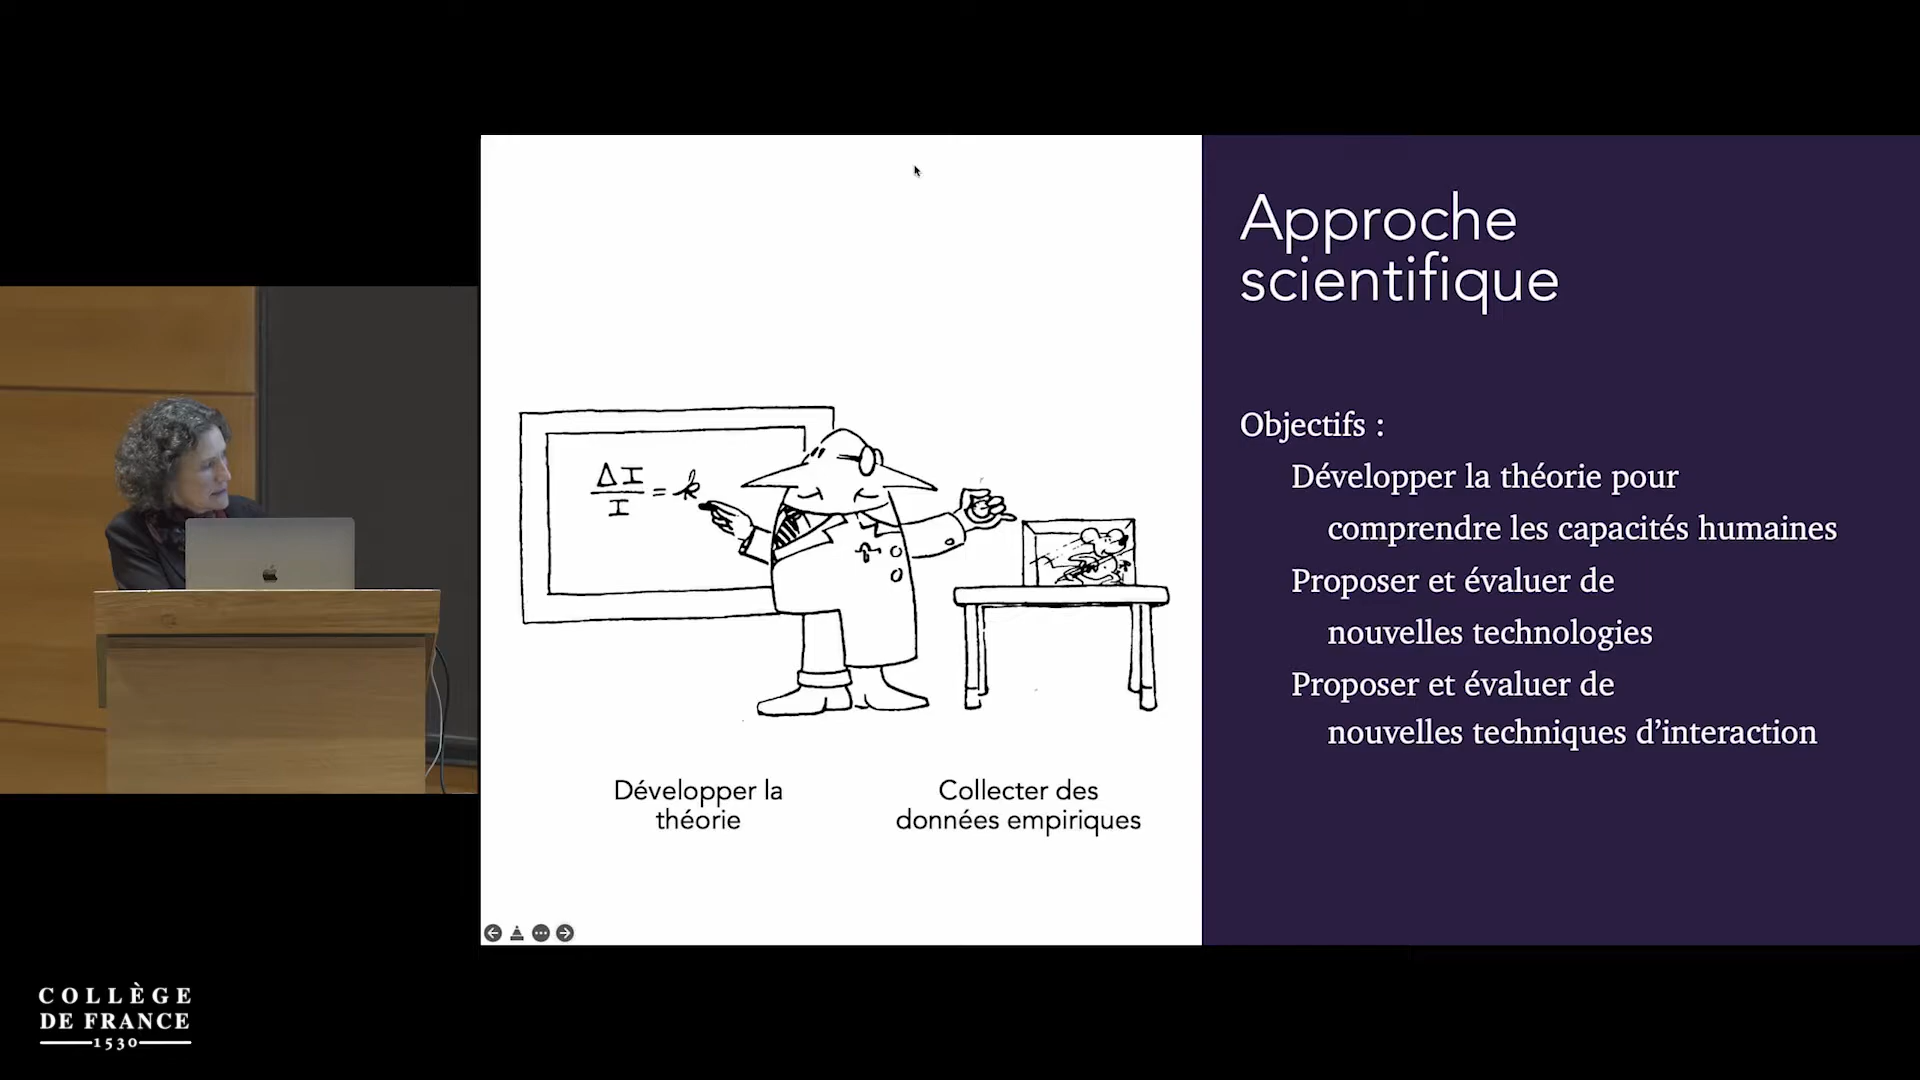 Approche
scientifique
Objectifs :
Développer la théorie pour
comprendre les capacités humaines
Proposer et évaluer de
nouvelles technologies
Proposer et évaluer de
nouvelles techniques d’interaction
ΔI
— = k
I
Développer la
théorie
Collecter des
données empiriques
COLLÈGE
DE FRANCE
1530